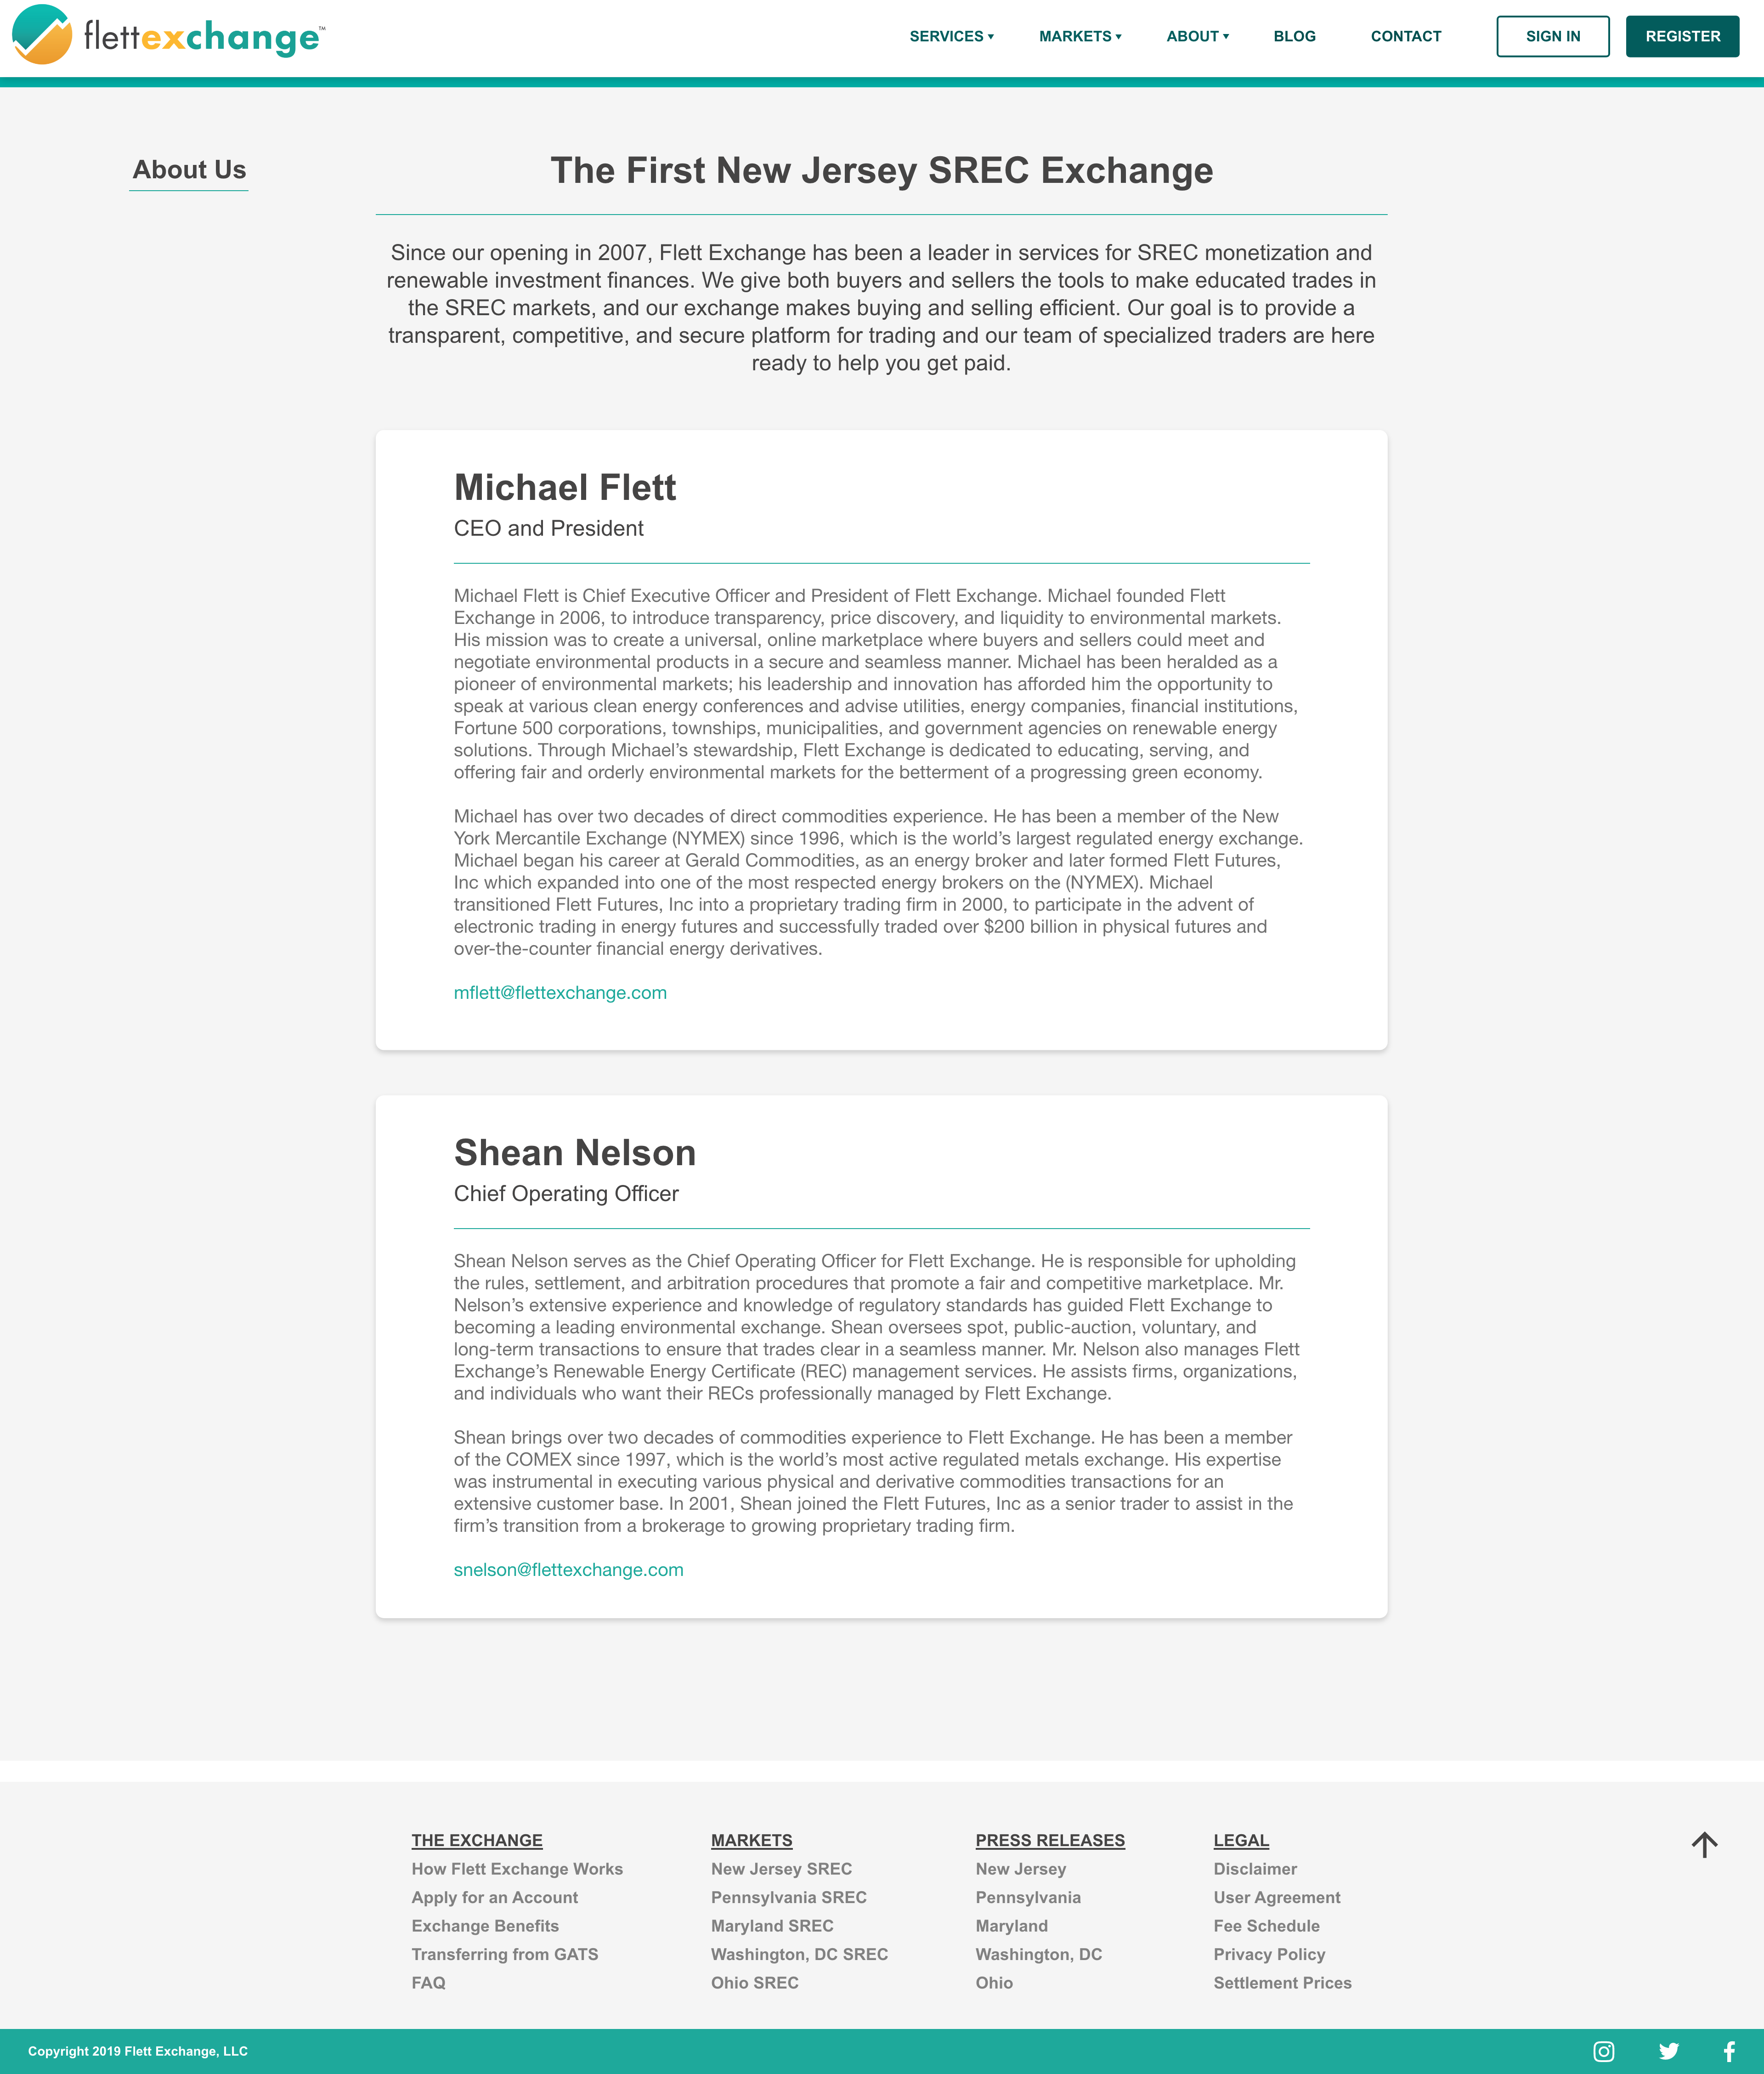 flettexchange™
SERVICES ▾ MARKETS ▾ ABOUT ▾ BLOG CONTACT SIGN IN REGISTER
About Us
The First New Jersey SREC Exchange
Since our opening in 2007, Flett Exchange has been a leader in services for SREC monetization and
renewable investment finances. We give both buyers and sellers the tools to make educated trades in
the SREC markets, and our exchange makes buying and selling efficient. Our goal is to provide a
transparent, competitive, and secure platform for trading and our team of specialized traders are here
ready to help you get paid.
Michael Flett
CEO and President
Michael Flett is Chief Executive Officer and President of Flett Exchange. Michael founded Flett
Exchange in 2006, to introduce transparency, price discovery, and liquidity to environmental markets.
His mission was to create a universal, online marketplace where buyers and sellers could meet and
negotiate environmental products in a secure and seamless manner. Michael has been heralded as a
pioneer of environmental markets; his leadership and innovation has afforded him the opportunity to
speak at various clean energy conferences and advise utilities, energy companies, financial institutions,
Fortune 500 corporations, townships, municipalities, and government agencies on renewable energy
solutions. Through Michael’s stewardship, Flett Exchange is dedicated to educating, serving, and
offering fair and orderly environmental markets for the betterment of a progressing green economy.
Michael has over two decades of direct commodities experience. He has been a member of the New
York Mercantile Exchange (NYMEX) since 1996, which is the world’s largest regulated energy exchange.
Michael began his career at Gerald Commodities, as an energy broker and later formed Flett Futures,
Inc which expanded into one of the most respected energy brokers on the (NYMEX). Michael
transitioned Flett Futures, Inc into a proprietary trading firm in 2000, to participate in the advent of
electronic trading in energy futures and successfully traded over $200 billion in physical futures and
over-the-counter financial energy derivatives.
mflett@flettexchange.com
Shean Nelson
Chief Operating Officer
Shean Nelson serves as the Chief Operating Officer for Flett Exchange. He is responsible for upholding
the rules, settlement, and arbitration procedures that promote a fair and competitive marketplace. Mr.
Nelson’s extensive experience and knowledge of regulatory standards has guided Flett Exchange to
becoming a leading environmental exchange. Shean oversees spot, public-auction, voluntary, and
long-term transactions to ensure that trades clear in a seamless manner. Mr. Nelson also manages Flett
Exchange’s Renewable Energy Certificate (REC) management services. He assists firms, organizations,
and individuals who want their RECs professionally managed by Flett Exchange.
Shean brings over two decades of commodities experience to Flett Exchange. He has been a member
of the COMEX since 1997, which is the world’s most active regulated metals exchange. His expertise
was instrumental in executing various physical and derivative commodities transactions for an
extensive customer base. In 2001, Shean joined the Flett Futures, Inc as a senior trader to assist in the
firm’s transition from a brokerage to growing proprietary trading firm.
snelson@flettexchange.com
THE EXCHANGE
How Flett Exchange Works
Apply for an Account
Exchange Benefits
Transferring from GATS
FAQ
MARKETS
New Jersey SREC
Pennsylvania SREC
Maryland SREC
Washington, DC SREC
Ohio SREC
PRESS RELEASES
New Jersey
Pennsylvania
Maryland
Washington, DC
Ohio
LEGAL
Disclaimer
User Agreement
Fee Schedule
Privacy Policy
Settlement Prices
Copyright 2019 Flett Exchange, LLC